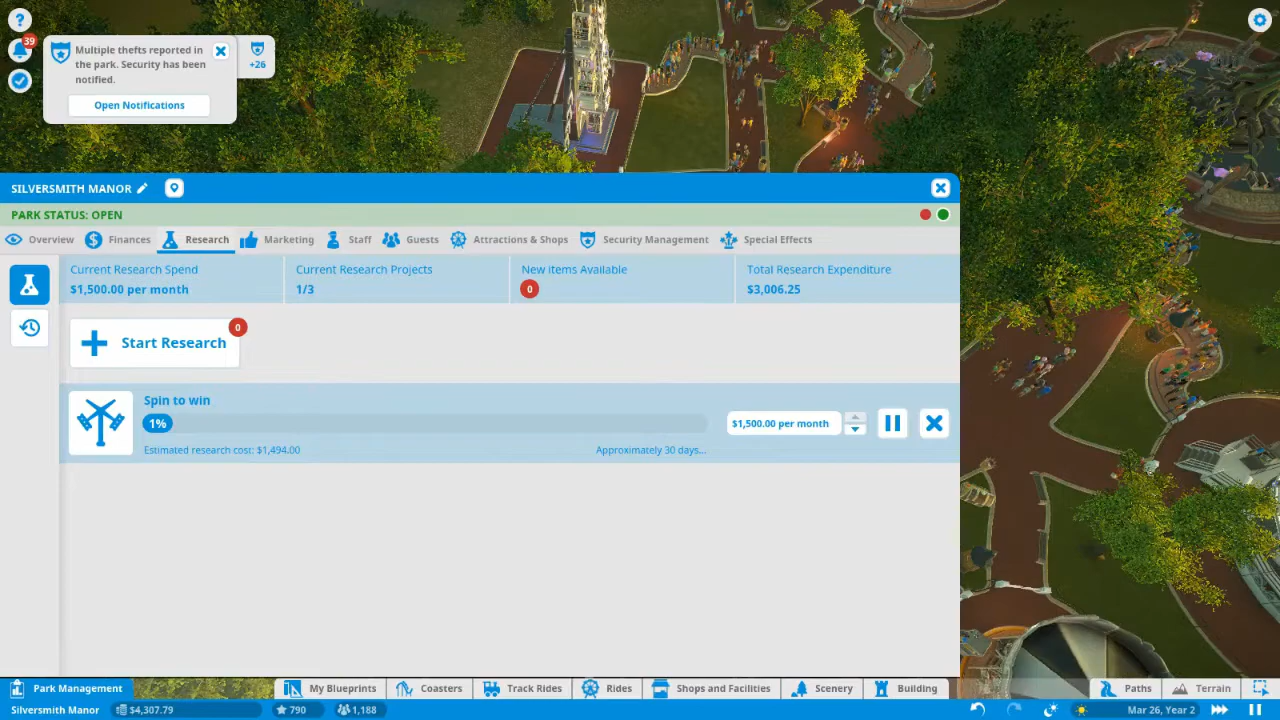 ?
39
Multiple thefts reported in
the park. Security has been
notified.
+26
Open Notifications
SILVERSMITH MANOR
PARK STATUS: OPEN
Overview Finances Research Marketing Staff Guests Attractions & Shops Security Management Special Effects
Current Research Spend Current Research Projects New items Available Total Research Expenditure
$1,500.00 per month 1/3 0 $3,006.25
Start Research 0
Spin to win
1% $1,500.00 per month
Estimated research cost: $1,494.00 Approximately 30 days...
Park Management My Blueprints Coasters Track Rides Rides Shops and Facilities Scenery Building Paths Terrain
Silversmith Manor $4,307.79 790 1,188 Mar 26, Year 2